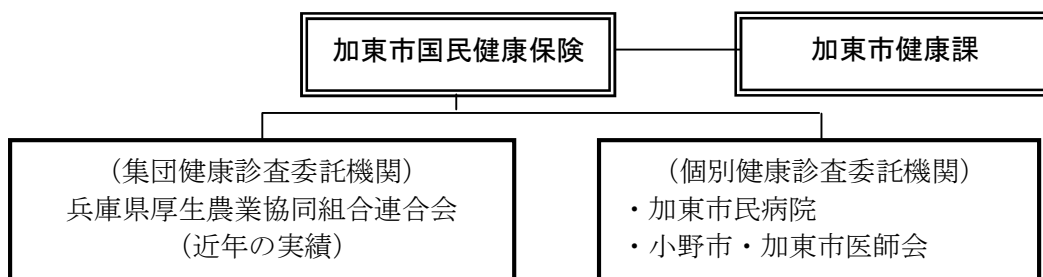 加東市国民健康保険
加東市健康課
（集団健康診査委託機関）
兵庫県厚生農業協同組合連合会
（近年の実績）
（個別健康診査委託機関）
・加東市民病院
・小野市・加東市医師会